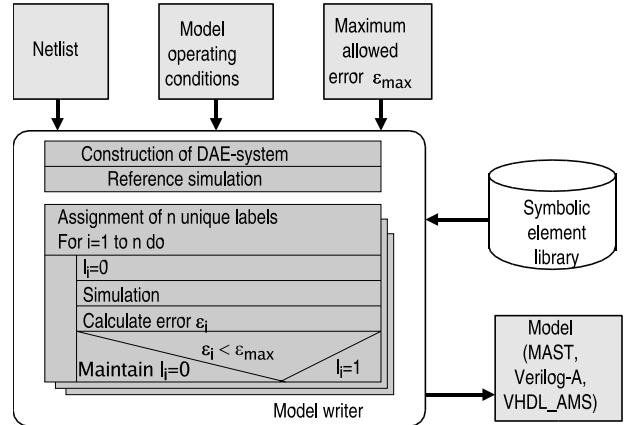 Netlist
Model
operating
conditions
Maximum
allowed
error εmax
Construction of DAE-system
Reference simulation
Assignment of n unique labels
For i=1 to n do
li=0
Simulation
Calculate error εi
εi < εmax
Maintain li=0
li=1
Model writer
Symbolic
element
library
Model
(MAST,
Verilog-A,
VHDL_AMS)